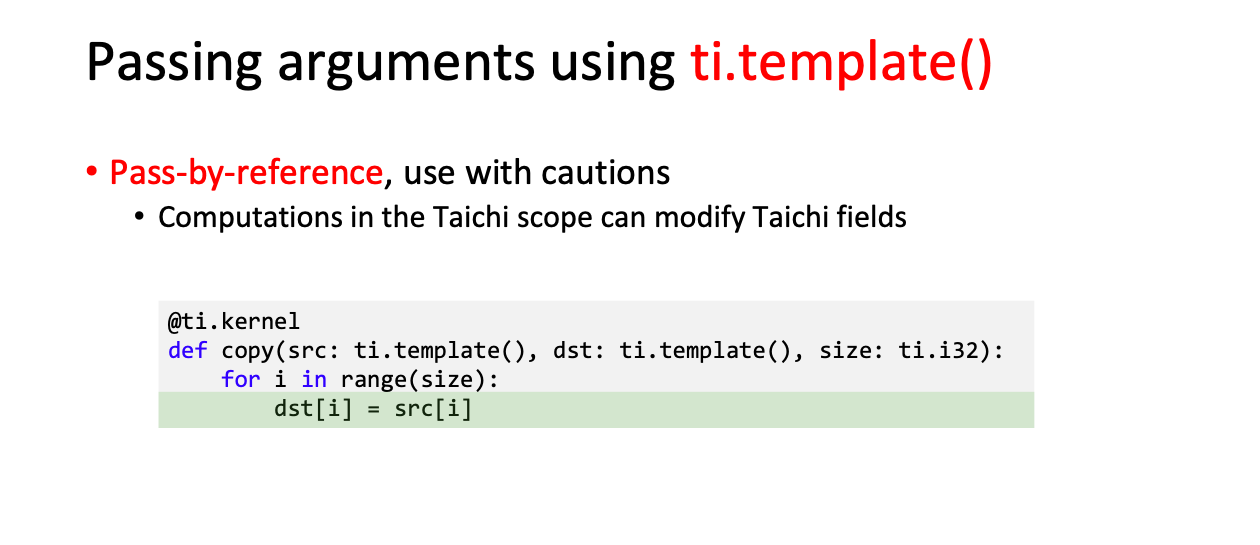 Passing arguments using ti.template()
• Pass-by-reference, use with cautions
• Computations in the Taichi scope can modify Taichi fields
@ti.kernel
def copy(src: ti.template(), dst: ti.template(), size: ti.i32):
    for i in range(size):
        dst[i] = src[i]